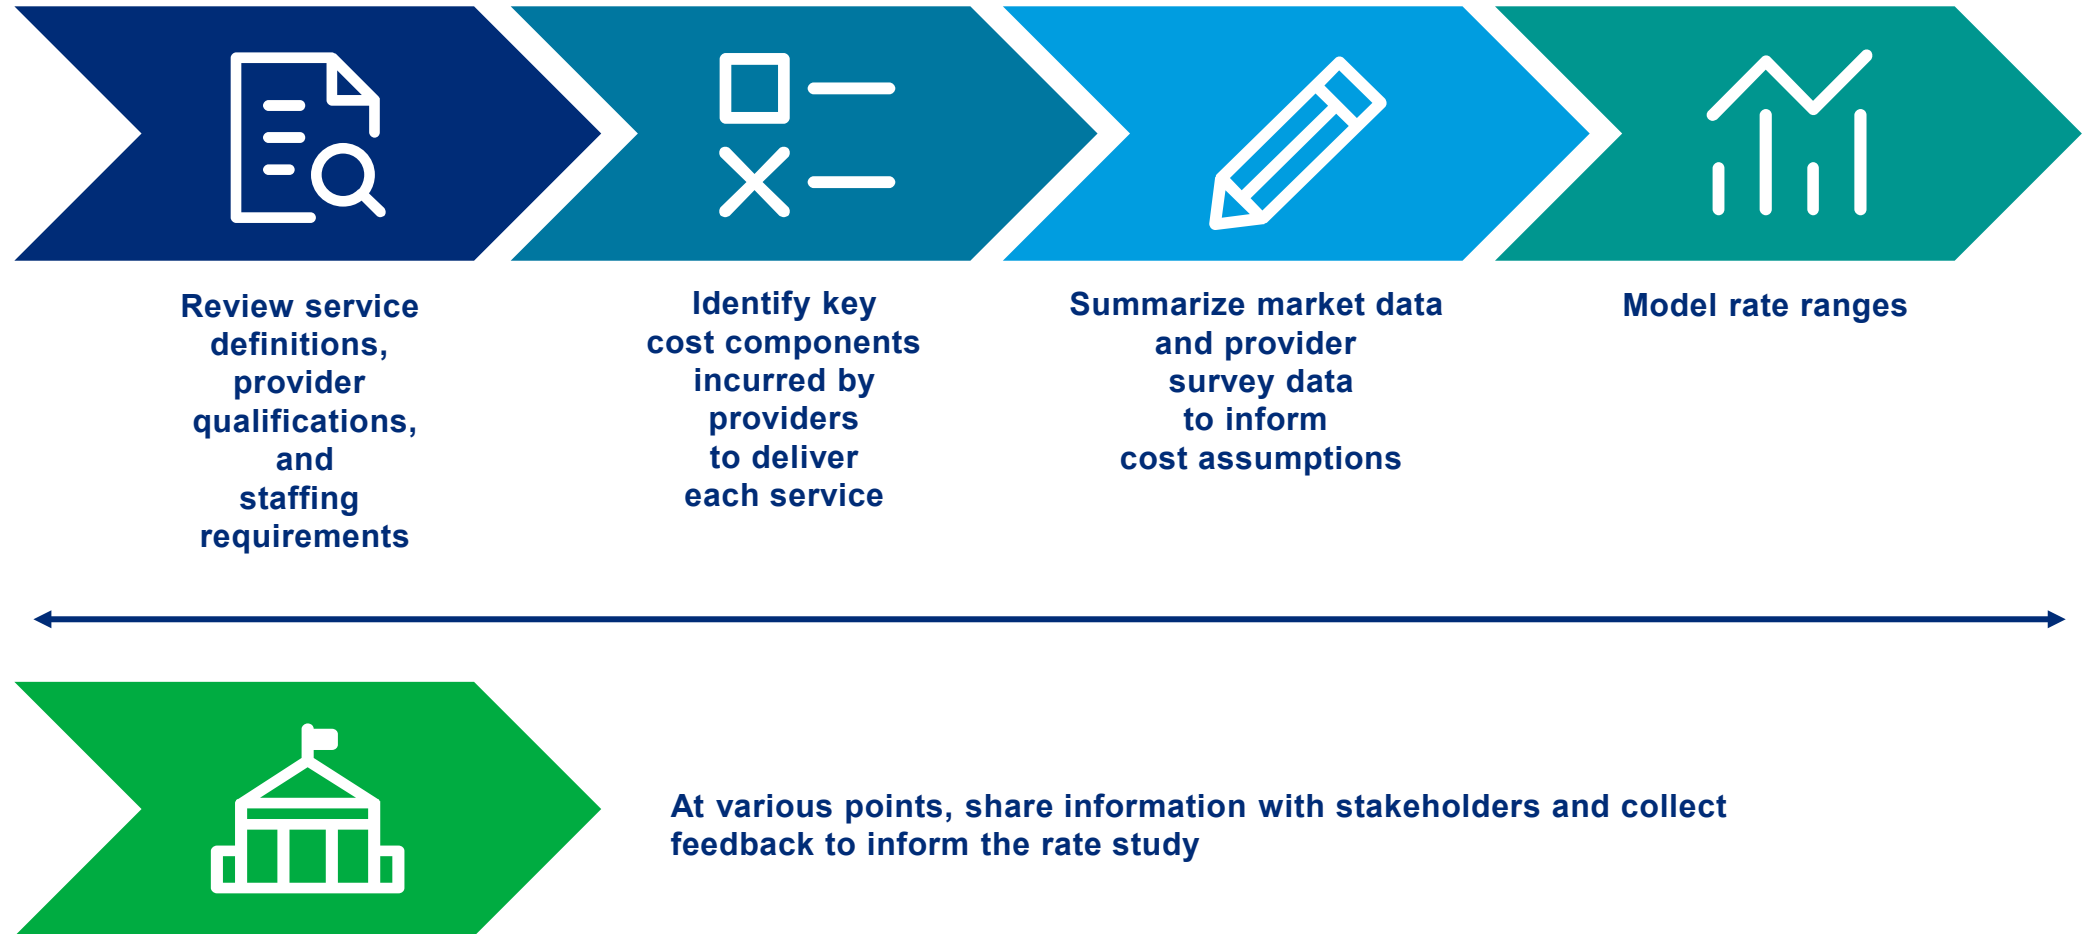 Review service
definitions,
provider
qualifications,
and
staffing
requirements
Identify key
cost components
incurred by
providers
to deliver
each service
Summarize market data
and provider
survey data
to inform
cost assumptions
Model rate ranges
At various points, share information with stakeholders and collect
feedback to inform the rate study